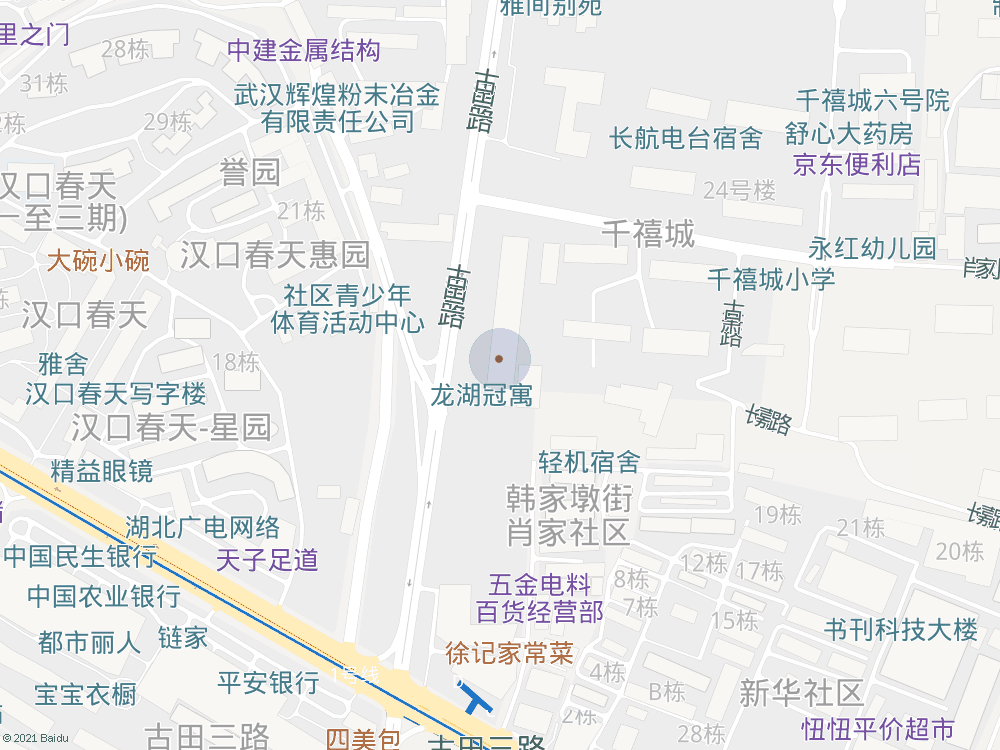 雅间别苑
里之门
28栋
中建金属结构
31栋
武汉辉煌粉末冶金
有限责任公司
古田三路
千禧城六号院
29栋
长航电台宿舍
舒心大药房
京东便利店
誉园
汉口春天
一至三期)
24号楼
21栋
千禧城
永红幼儿园
大碗小碗
汉口春天惠园
千禧城小学
社区青少年
体育活动中心
古田三路
汉口春天
18栋
雅舍
汉口春天写字楼
龙湖冠寓
长嘉路
汉口春天-星园
轻机宿舍
精益眼镜
韩家墩街
肖家社区
湖北广电网络
19栋
21栋
长嘉路
20栋
中国民生银行
天子足道
12栋
17栋
8栋
五金电料
百货经营部
7栋
中国农业银行
15栋
都市丽人
链家
书刊科技大楼
徐记家常菜
1号线
4栋
平安银行
宝宝衣橱
B栋
新华社区
2栋
28栋
忸忸平价超市
古田三路
四美包
古田三路
© 2021 Baidu